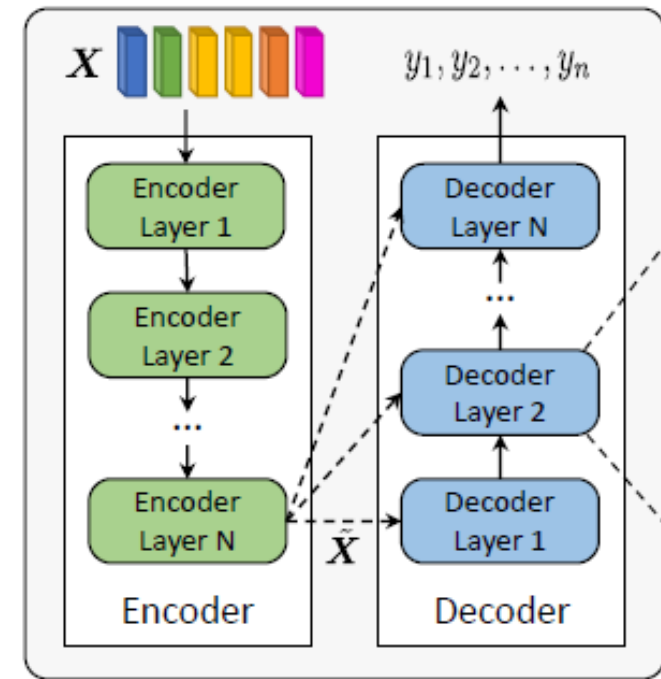 X
Encoder
Layer 1
Encoder
Layer 2
...
Encoder
Layer N
X̃
Encoder
y₁, y₂, ..., yₙ
Decoder
Layer N
...
Decoder
Layer 2
Decoder
Layer 1
Decoder